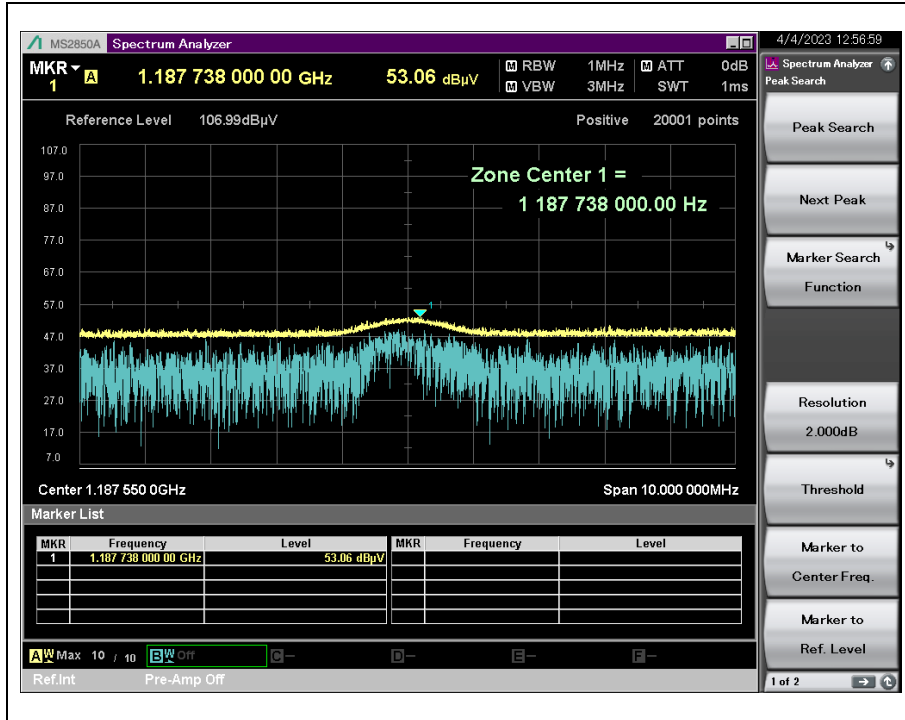 MS2850A Spectrum Analyzer
4/4/2023 12:56:59
MKR 1 A 1.187 738 000 00 GHz 53.06 dBµV
M RBW 1MHz M ATT 0dB
M VBW 3MHz SWT 1ms
Spectrum Analyzer
Peak Search
Reference Level 106.99dBµV Positive 20001 points
107.0
97.0
87.0
77.0
67.0
57.0
47.0
37.0
27.0
17.0
7.0
Zone Center 1 =
1 187 738 000.00 Hz
1
Center 1.187 550 0GHz Span 10.000 000MHz
Marker List
MKR Frequency Level MKR Frequency Level
1 1.187 738 000 00 GHz 53.06 dBµV
A W Max 10 / 10 B W Off C – D – E – F –
Ref.Int Pre-Amp Off
Peak Search
Next Peak
Marker Search
Function
Resolution
2.000dB
Threshold
Marker to
Center Freq.
Marker to
Ref. Level
1 of 2